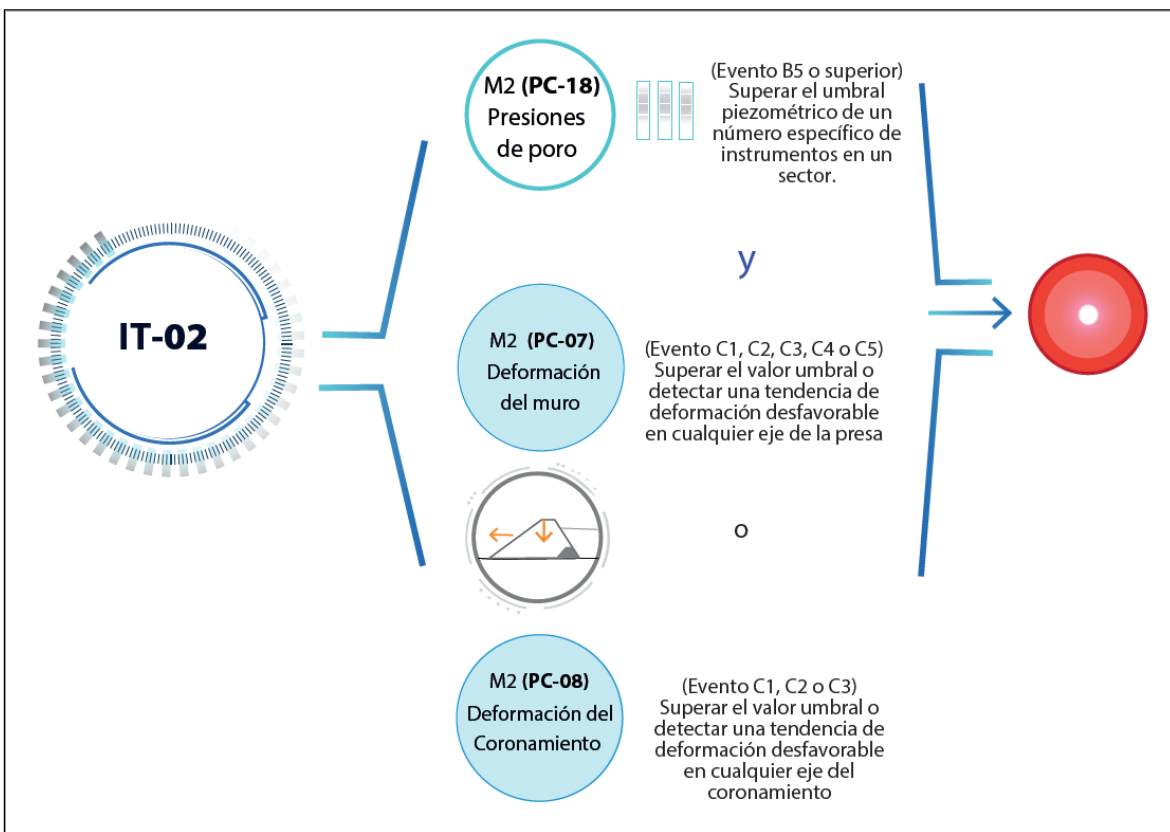 IT-02
M2 (PC-18)
Presiones
de poro
(Evento B5 o superior)
Superar el umbral
piezométrico de un
número específico de
instrumentos en un
sector.
y
M2 (PC-07)
Deformación
del muro
(Evento C1, C2, C3, C4 o C5)
Superar el valor umbral o
detectar una tendencia de
deformación desfavorable
en cualquier eje de la presa
o
M2 (PC-08)
Deformación del
Coronamiento
(Evento C1, C2 o C3)
Superar el valor umbral o
detectar una tendencia de
deformación desfavorable
en cualquier eje del
coronamiento